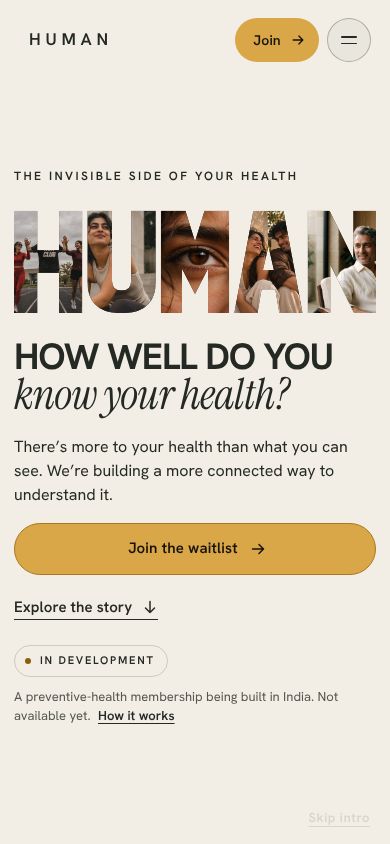 HUMAN
Join →
THE INVISIBLE SIDE OF YOUR HEALTH
HUMAN
CLUB
HOW WELL DO YOU
know your health?
There’s more to your health than what you can
see. We’re building a more connected way to
understand it.
Join the waitlist →
Explore the story ↓
IN DEVELOPMENT
A preventive-health membership being built in India. Not
available yet. How it works
Skip intro